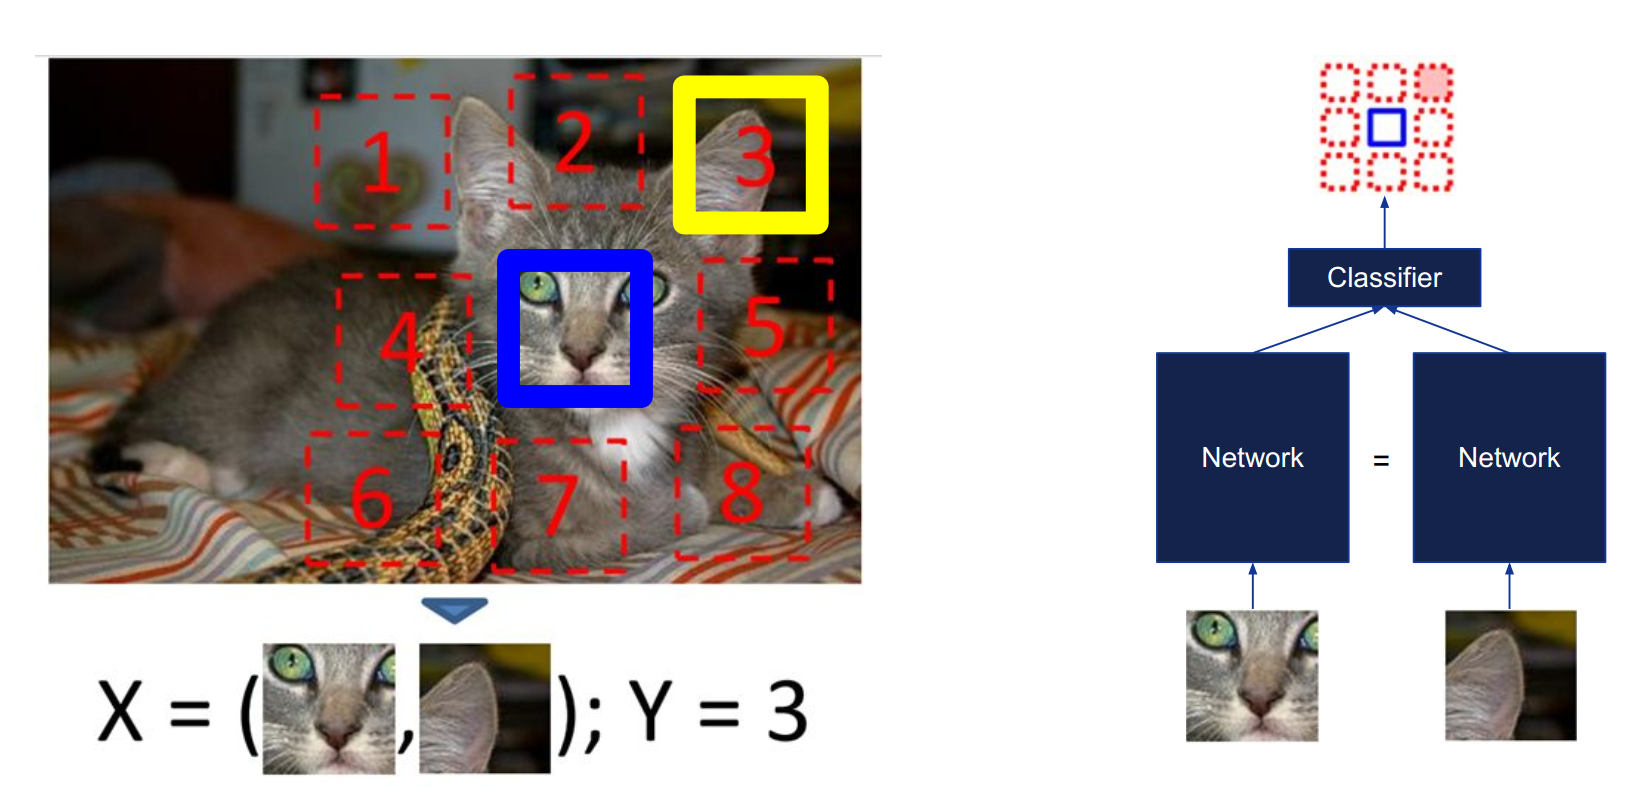 1
2
3
4
5
6
7
8
X = ( , ); Y = 3
Classifier
Network = Network